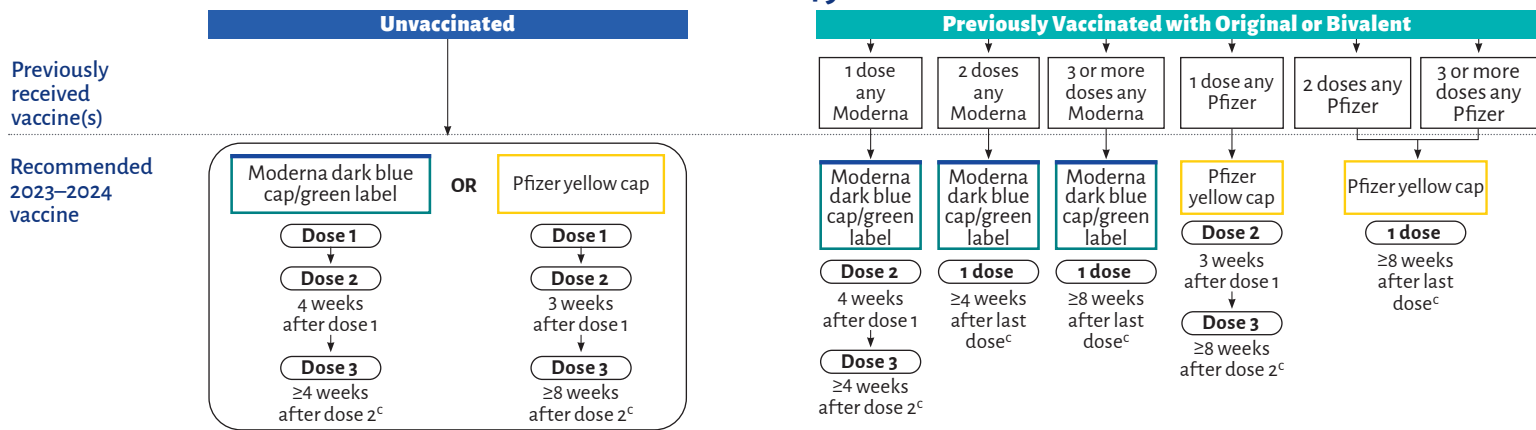 Unvaccinated
Previously Vaccinated with Original or Bivalent
Previously
received
vaccine(s)
1 dose
any
Moderna
2 doses
any
Moderna
3 or more
doses any
Moderna
1 dose any
Pfizer
2 doses any
Pfizer
3 or more
doses any
Pfizer
Recommended
2023–2024
vaccine
Moderna dark blue
cap/green label
OR
Pfizer yellow cap
Dose 1
Dose 2
4 weeks
after dose 1
Dose 3
≥4 weeks
after dose 2ᶜ
Dose 1
Dose 2
3 weeks
after dose 1
Dose 3
≥8 weeks
after dose 2ᶜ
Moderna
dark blue
cap/green
label
Dose 2
4 weeks
after dose 1
Dose 3
≥4 weeks
after dose 2ᶜ
Moderna
dark blue
cap/green
label
1 dose
≥4 weeks
after last
doseᶜ
Moderna
dark blue
cap/green
label
1 dose
≥8 weeks
after last
doseᶜ
Pfizer
yellow cap
Dose 2
3 weeks
after dose 1
Dose 3
≥8 weeks
after dose 2ᶜ
Pfizer yellow cap
1 dose
≥8 weeks
after last
doseᶜ